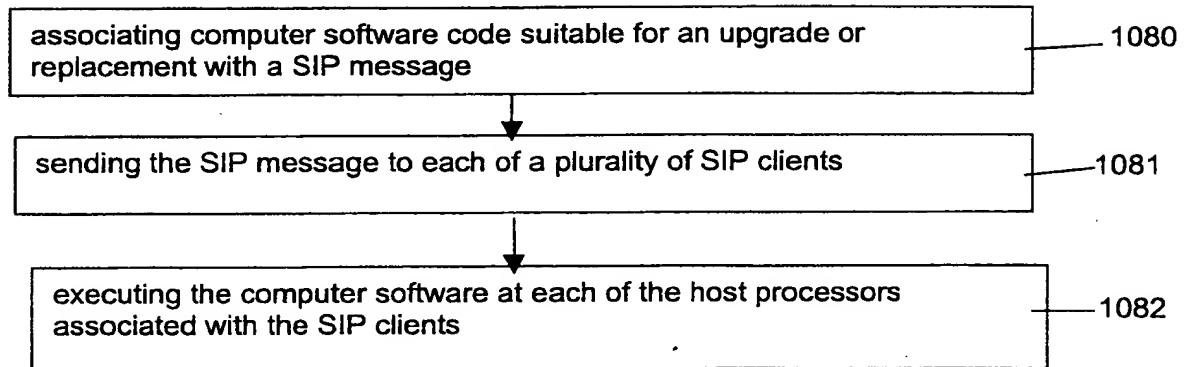 associating computer software code suitable for an upgrade or
replacement with a SIP message
1080
sending the SIP message to each of a plurality of SIP clients
1081
executing the computer software at each of the host processors
associated with the SIP clients
1082